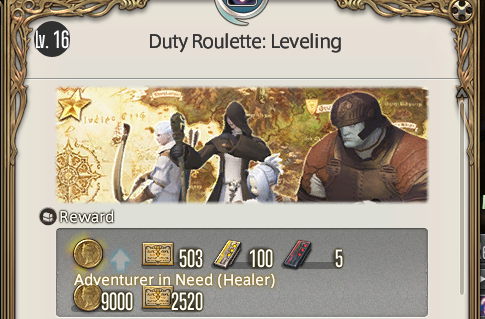 Lv. 16
Duty Roulette: Leveling
Reward
503 100 5
Adventurer in Need (Healer)
9000 2520